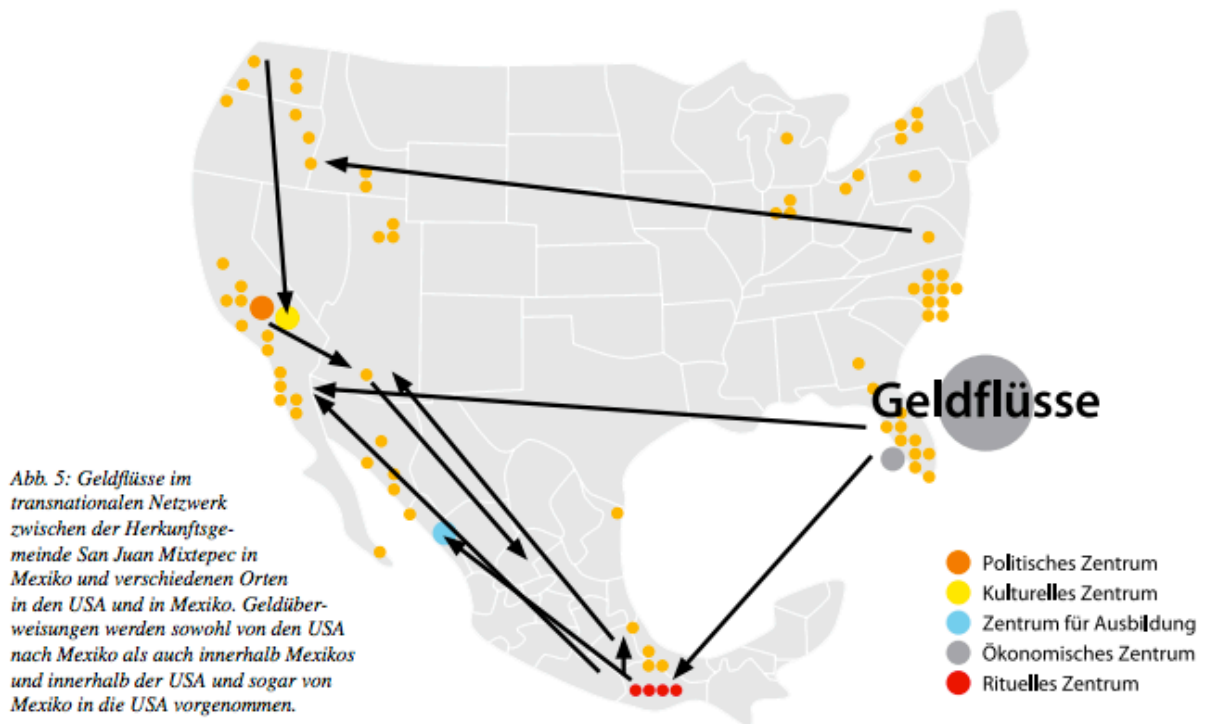 Geldflüsse
Abb. 5: Geldflüsse im
transnationalen Netzwerk
zwischen der Herkunftsge-
meinde San Juan Mixtepec in
Mexiko und verschiedenen Orten
in den USA und in Mexiko. Geldüber-
weisungen werden sowohl von den USA
nach Mexiko als auch innerhalb Mexikos
und innerhalb der USA und sogar von
Mexiko in die USA vorgenommen.
Politisches Zentrum
Kulturelles Zentrum
Zentrum für Ausbildung
Ökonomisches Zentrum
Rituelles Zentrum